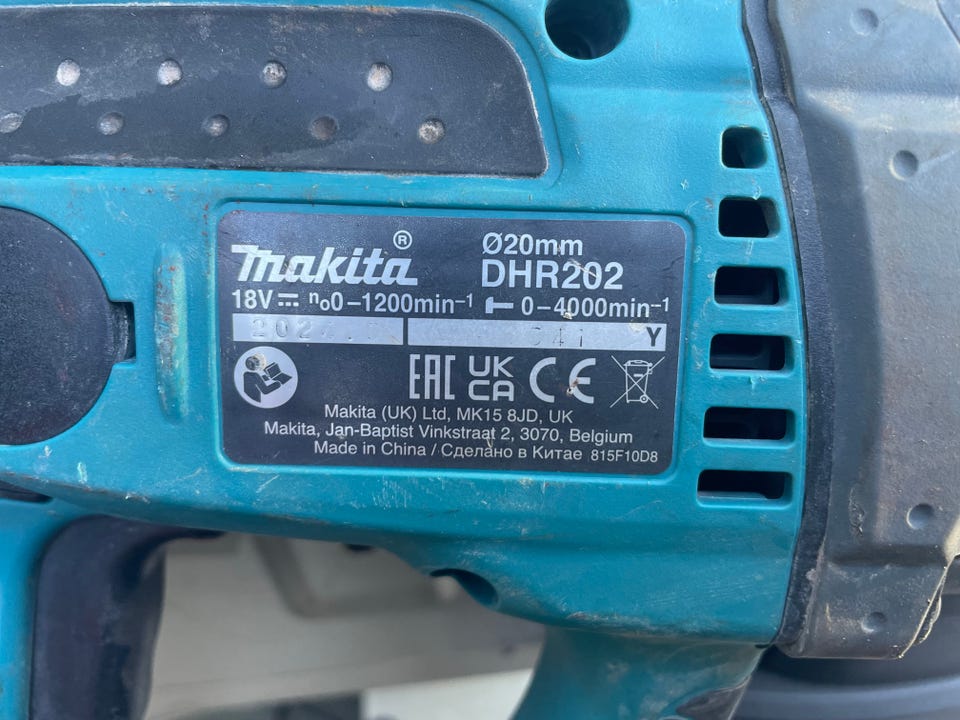 makita® Ø20mm
DHR202
18V⎓ n₀0–1200min⁻¹ 0–4000min⁻¹
Y
EAC UK CA CE
Makita (UK) Ltd, MK15 8JD, UK
Makita, Jan-Baptist Vinkstraat 2, 3070, Belgium
Made in China / Сделано в Китае 815F10D8